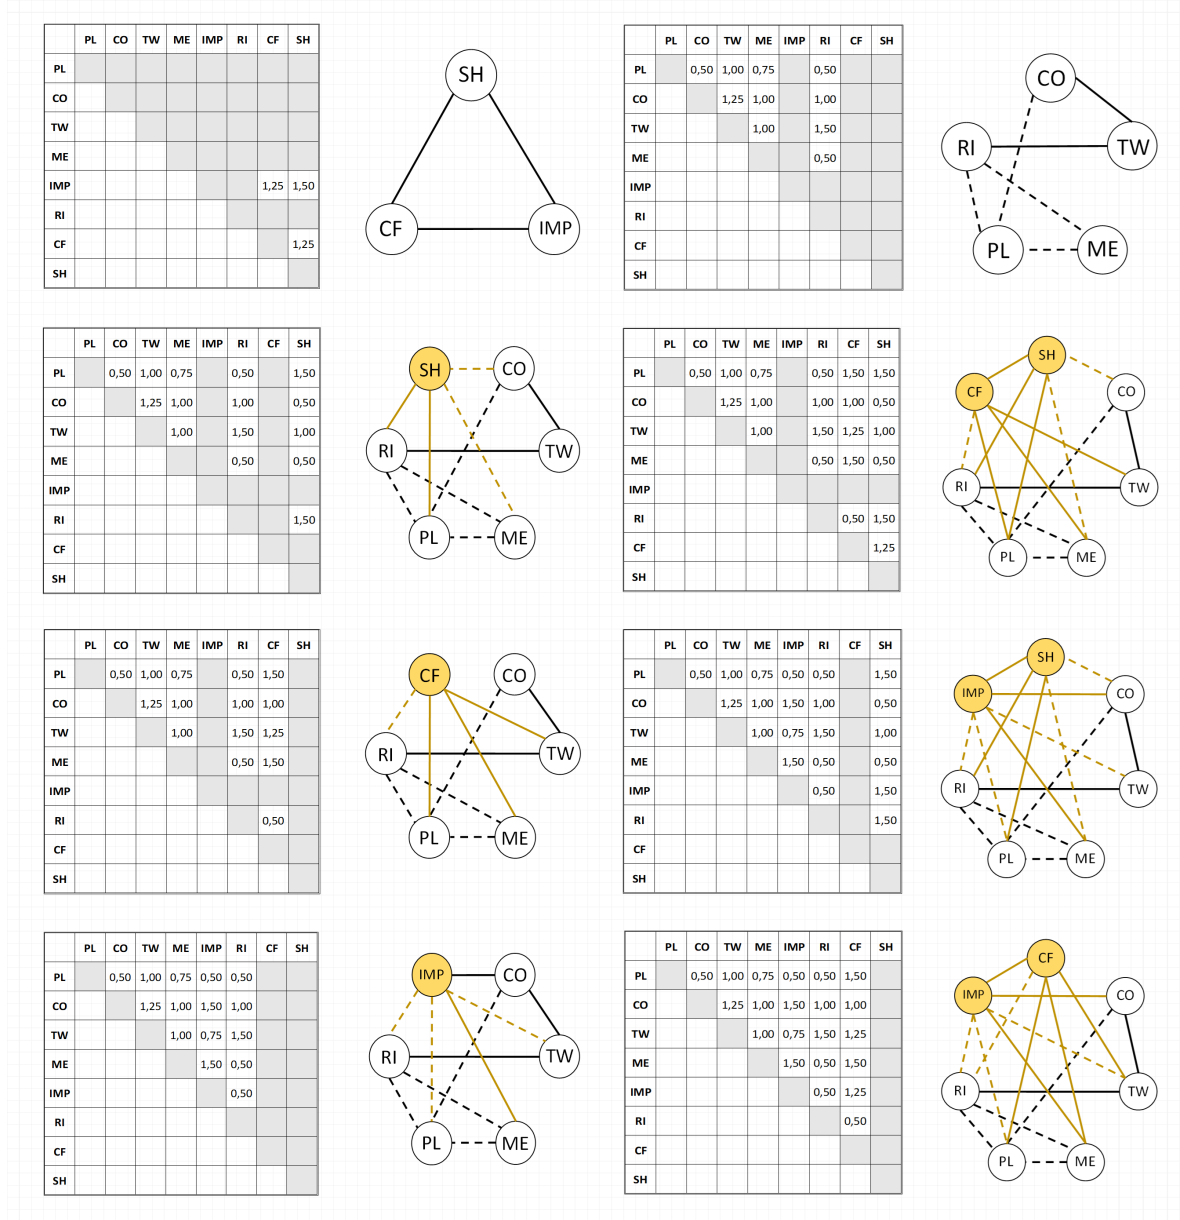 PL CO TW ME IMP RI CF SH
PL
CO
TW
ME
IMP 1,25 1,50
RI
CF 1,25
SH
SH
CF IMP
PL CO TW ME IMP RI CF SH
PL 0,50 1,00 0,75 0,50
CO 1,25 1,00 1,00
TW 1,00 1,50
ME 0,50
IMP
RI
CF
SH
CO
RI TW
PL ME
PL CO TW ME IMP RI CF SH
PL 0,50 1,00 0,75 0,50 1,50
CO 1,25 1,00 1,00 0,50
TW 1,00 1,50 1,00
ME 0,50 0,50
IMP
RI 1,50
CF
SH
SH CO
RI TW
PL ME
PL CO TW ME IMP RI CF SH
PL 0,50 1,00 0,75 0,50 1,50 1,50
CO 1,25 1,00 1,00 1,00 0,50
TW 1,00 1,50 1,25 1,00
ME 0,50 1,50 0,50
IMP
RI 0,50 1,50
CF 1,25
SH
SH
CF CO
RI TW
PL ME
PL CO TW ME IMP RI CF SH
PL 0,50 1,00 0,75 0,50 1,50
CO 1,25 1,00 1,00 1,00
TW 1,00 1,50 1,25
ME 0,50 1,50
IMP
RI 0,50
CF
SH
CF CO
RI TW
PL ME
PL CO TW ME IMP RI CF SH
PL 0,50 1,00 0,75 0,50 0,50 1,50
CO 1,25 1,00 1,50 1,00 0,50
TW 1,00 0,75 1,50 1,00
ME 1,50 0,50 0,50
IMP 0,50 1,50
RI 1,50
CF
SH
SH
IMP CO
RI TW
PL ME
PL CO TW ME IMP RI CF SH
PL 0,50 1,00 0,75 0,50 0,50
CO 1,25 1,00 1,50 1,00
TW 1,00 0,75 1,50
ME 1,50 0,50
IMP 0,50
RI
CF
SH
IMP CO
RI TW
PL ME
PL CO TW ME IMP RI CF SH
PL 0,50 1,00 0,75 0,50 0,50 1,50
CO 1,25 1,00 1,50 1,00 1,00
TW 1,00 0,75 1,50 1,25
ME 1,50 0,50 1,50
IMP 0,50 1,25
RI 0,50
CF
SH
CF
IMP CO
RI TW
PL ME